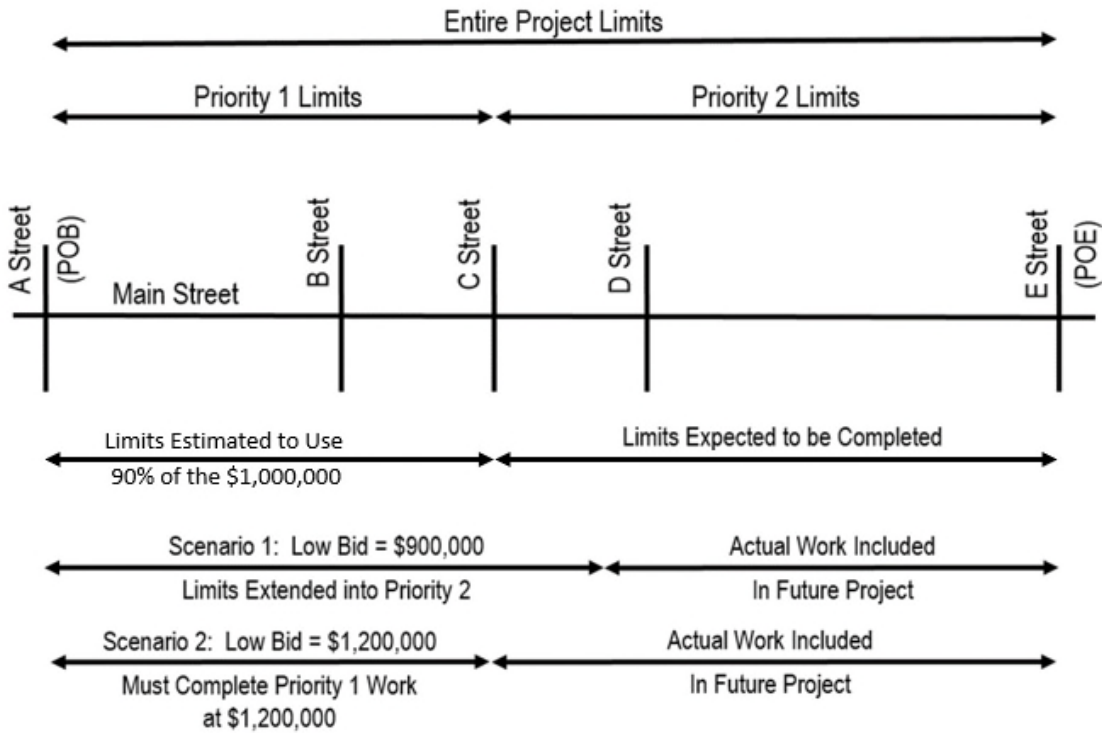 Entire Project Limits
Priority 1 Limits
Priority 2 Limits
A Street
(POB)
B Street
C Street
D Street
E Street
(POE)
Main Street
Limits Estimated to Use
90% of the $1,000,000
Limits Expected to be Completed
Scenario 1: Low Bid = $900,000
Limits Extended into Priority 2
Actual Work Included
In Future Project
Scenario 2: Low Bid = $1,200,000
Must Complete Priority 1 Work
at $1,200,000
Actual Work Included
In Future Project